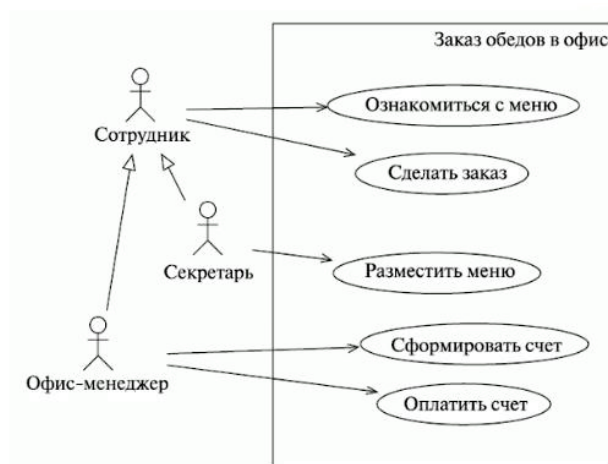 Заказ обедов в офис
Ознакомиться с меню
Сотрудник
Сделать заказ
Секретарь
Разместить меню
Сформировать счет
Офис-менеджер
Оплатить счет